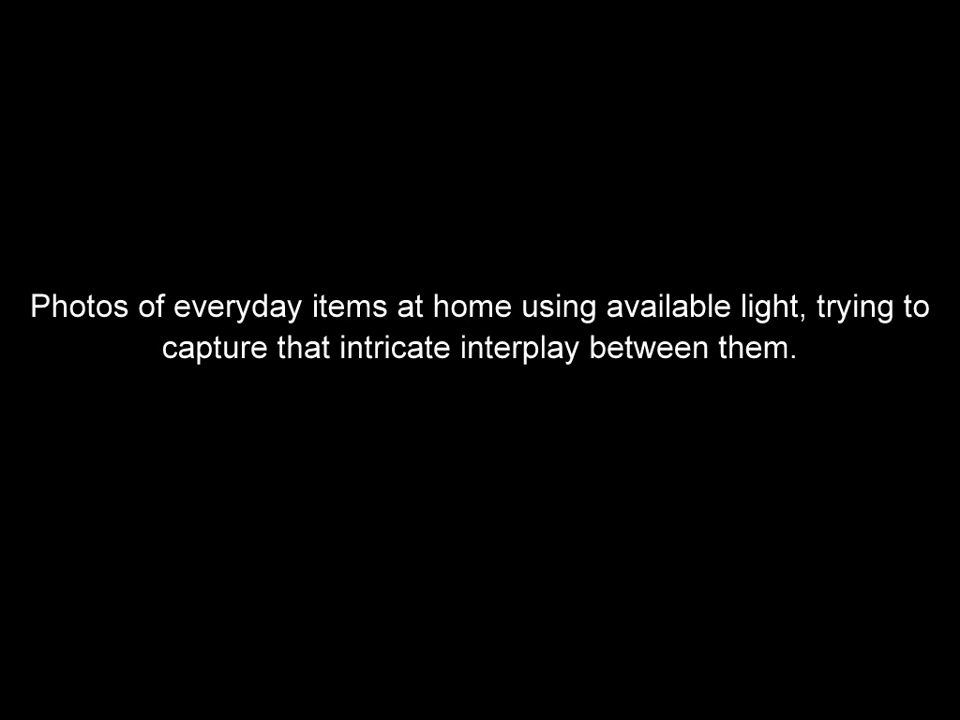 Photos of everyday items at home using available light, trying to
capture that intricate interplay between them.